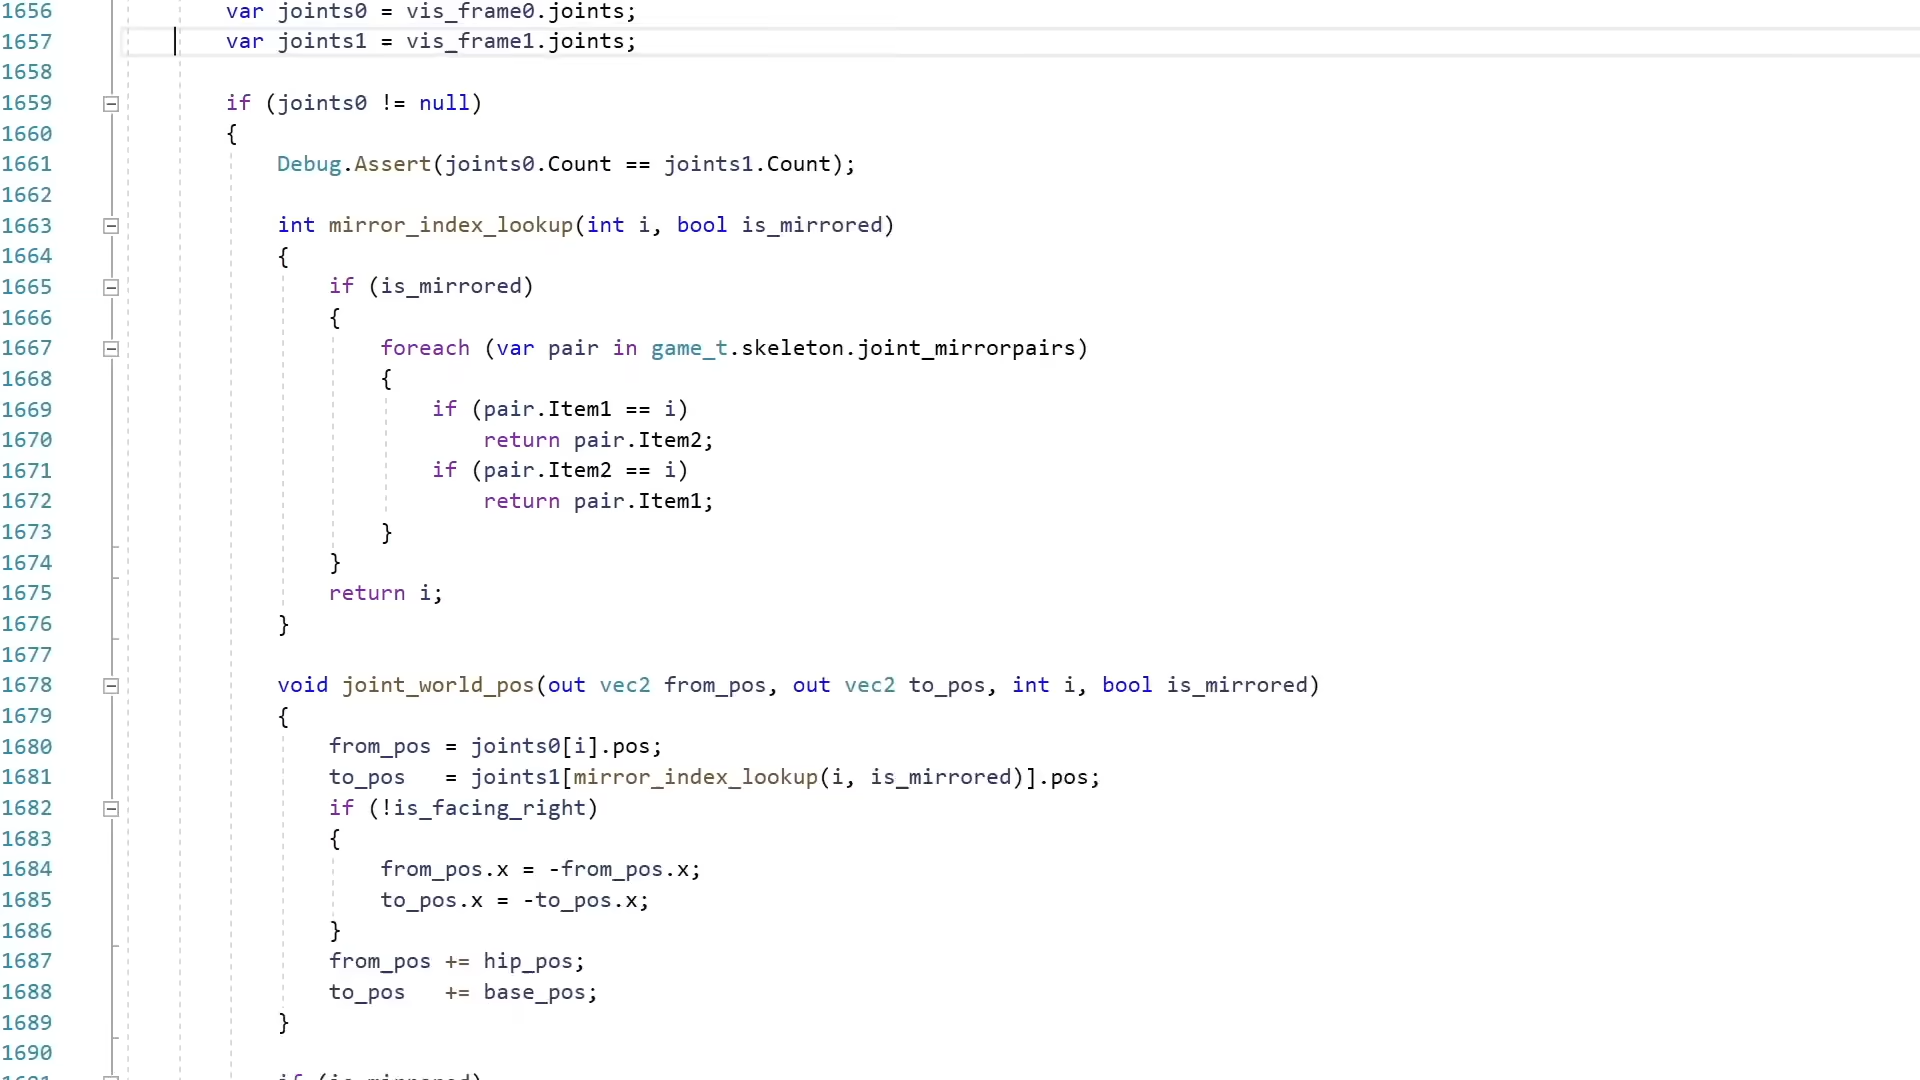 1656 var joints0 = vis_frame0.joints;
1657 var joints1 = vis_frame1.joints;
1658
1659 if (joints0 != null)
1660 {
1661 Debug.Assert(joints0.Count == joints1.Count);
1662
1663 int mirror_index_lookup(int i, bool is_mirrored)
1664 {
1665 if (is_mirrored)
1666 {
1667 foreach (var pair in game_t.skeleton.joint_mirrorpairs)
1668 {
1669 if (pair.Item1 == i)
1670 return pair.Item2;
1671 if (pair.Item2 == i)
1672 return pair.Item1;
1673 }
1674 }
1675 return i;
1676 }
1677
1678 void joint_world_pos(out vec2 from_pos, out vec2 to_pos, int i, bool is_mirrored)
1679 {
1680 from_pos = joints0[i].pos;
1681 to_pos   = joints1[mirror_index_lookup(i, is_mirrored)].pos;
1682 if (!is_facing_right)
1683 {
1684 from_pos.x = -from_pos.x;
1685 to_pos.x = -to_pos.x;
1686 }
1687 from_pos += hip_pos;
1688 to_pos   += base_pos;
1689 }
1690
1691 if (is_mirrored)